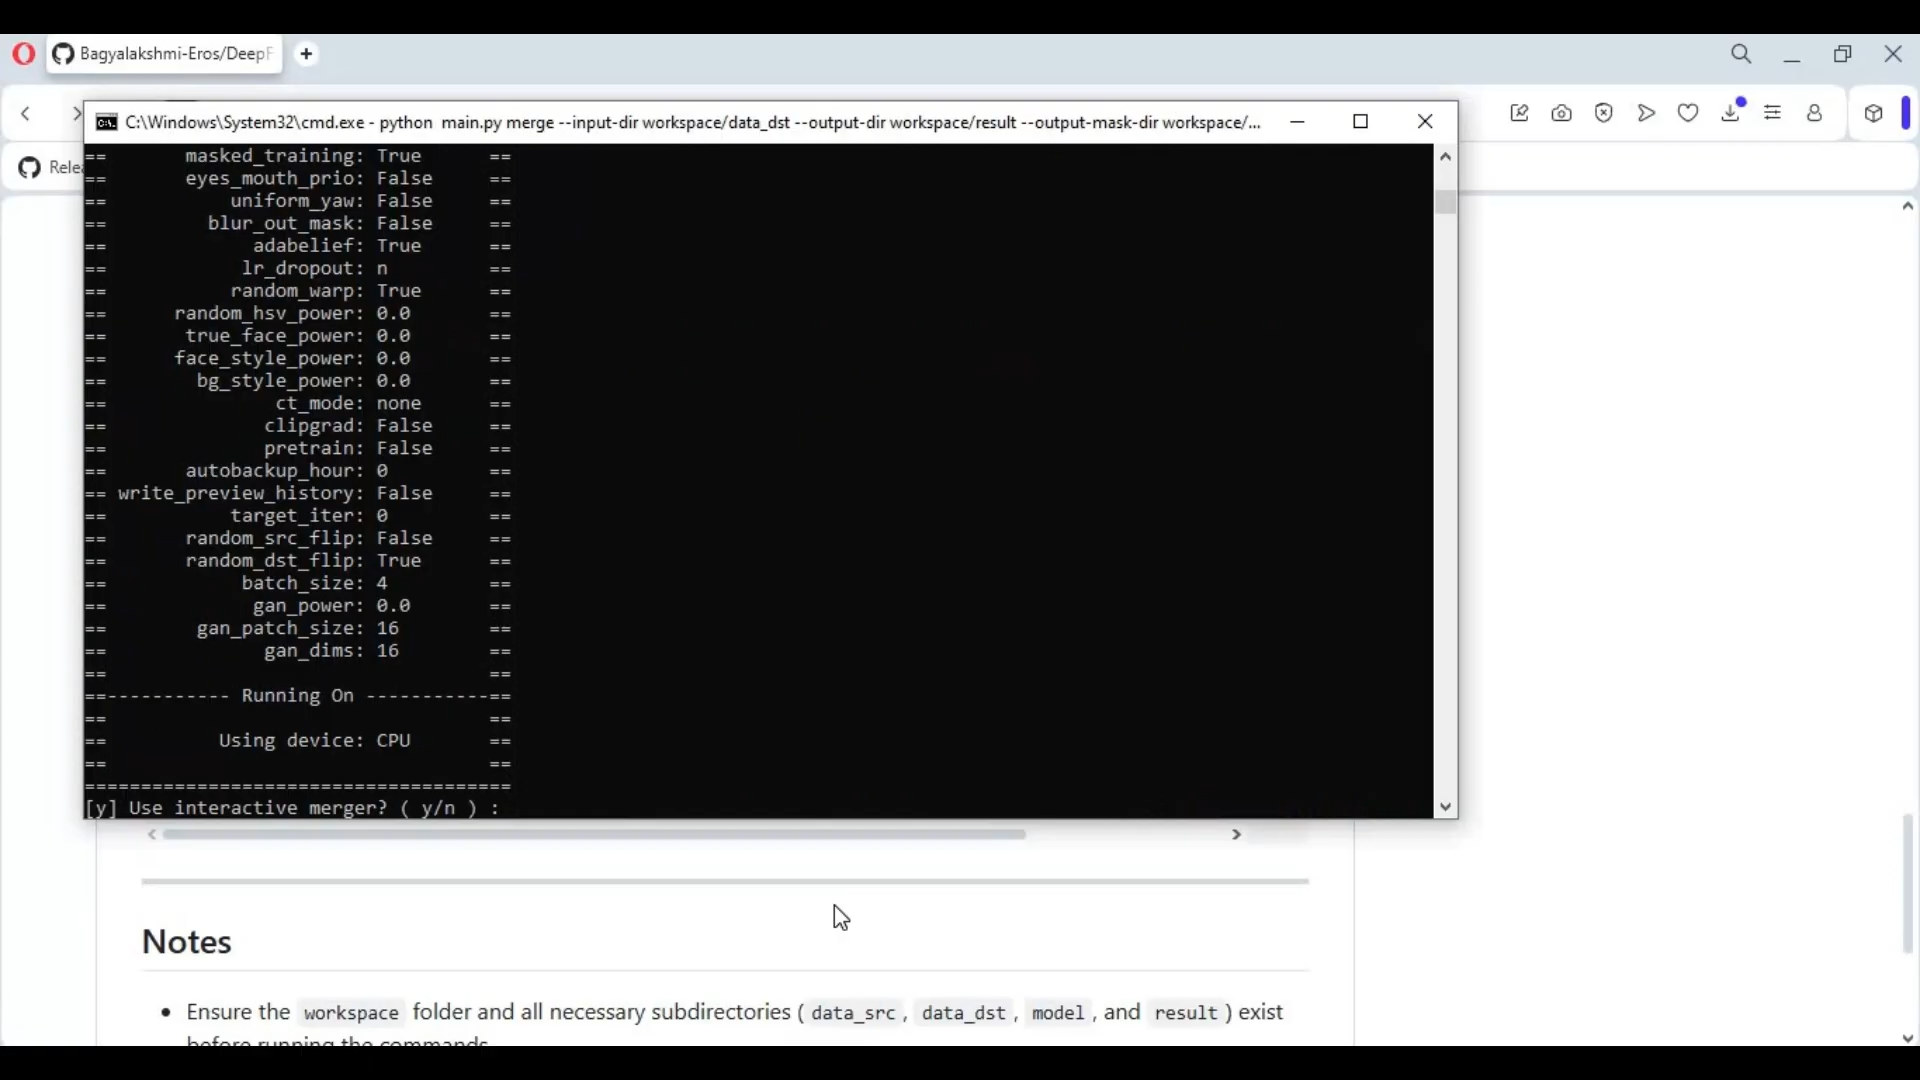 Bagyalakshmi-Eros/DeepF
C:\Windows\System32\cmd.exe - python  main.py merge --input-dir workspace/data_dst --output-dir workspace/result --output-mask-dir workspace/...
Relea
== masked_training: True ==
== eyes_mouth_prio: False ==
== uniform_yaw: False ==
== blur_out_mask: False ==
== adabelief: True ==
== lr_dropout: n ==
== random_warp: True ==
== random_hsv_power: 0.0 ==
== true_face_power: 0.0 ==
== face_style_power: 0.0 ==
== bg_style_power: 0.0 ==
== ct_mode: none ==
== clipgrad: False ==
== pretrain: False ==
== autobackup_hour: 0 ==
== write_preview_history: False ==
== target_iter: 0 ==
== random_src_flip: False ==
== random_dst_flip: True ==
== batch_size: 4 ==
== gan_power: 0.0 ==
== gan_patch_size: 16 ==
== gan_dims: 16 ==
== ==
==----------- Running On -----------==
== ==
== Using device: CPU ==
== ==
======================================
[y] Use interactive merger? ( y/n ) :
Notes
• Ensure the workspace folder and all necessary subdirectories ( data_src , data_dst , model , and result ) exist
before running the commands.